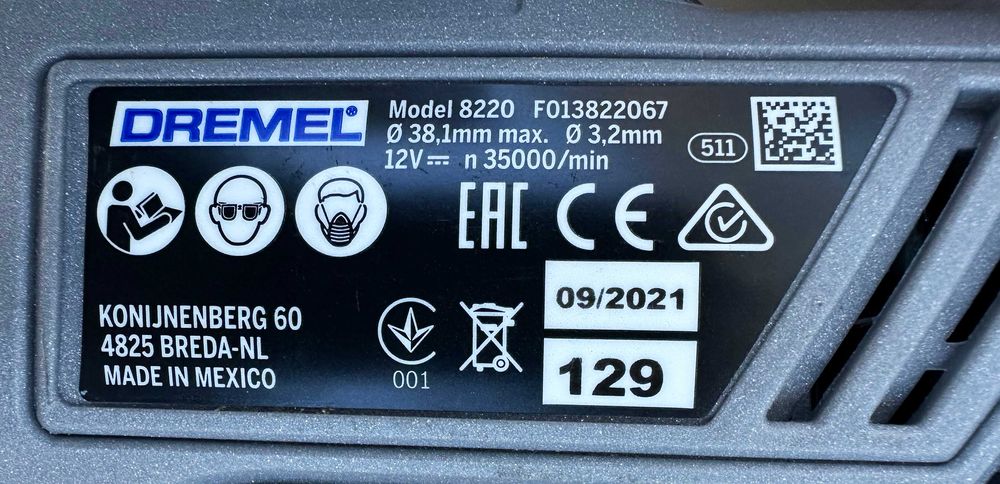 DREMEL®
Model 8220 F013822067
Ø 38,1mm max. Ø 3,2mm
12V⎓ n 35000/min
511
EAC CE
KONIJNENBERG 60
4825 BREDA-NL
MADE IN MEXICO
001
09/2021
129